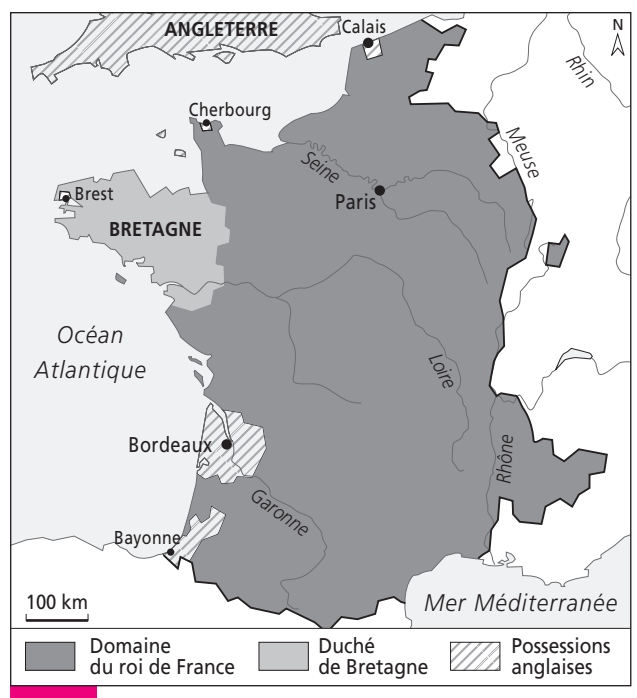 ANGLETERRE
Calais
N
Rhin
Cherbourg
Meuse
Seine
Brest
Paris
BRETAGNE
Océan
Atlantique
Loire
Bordeaux
Rhône
Garonne
Bayonne
100 km
Mer Méditerranée
Domaine
du roi de France
Duché
de Bretagne
Possessions
anglaises